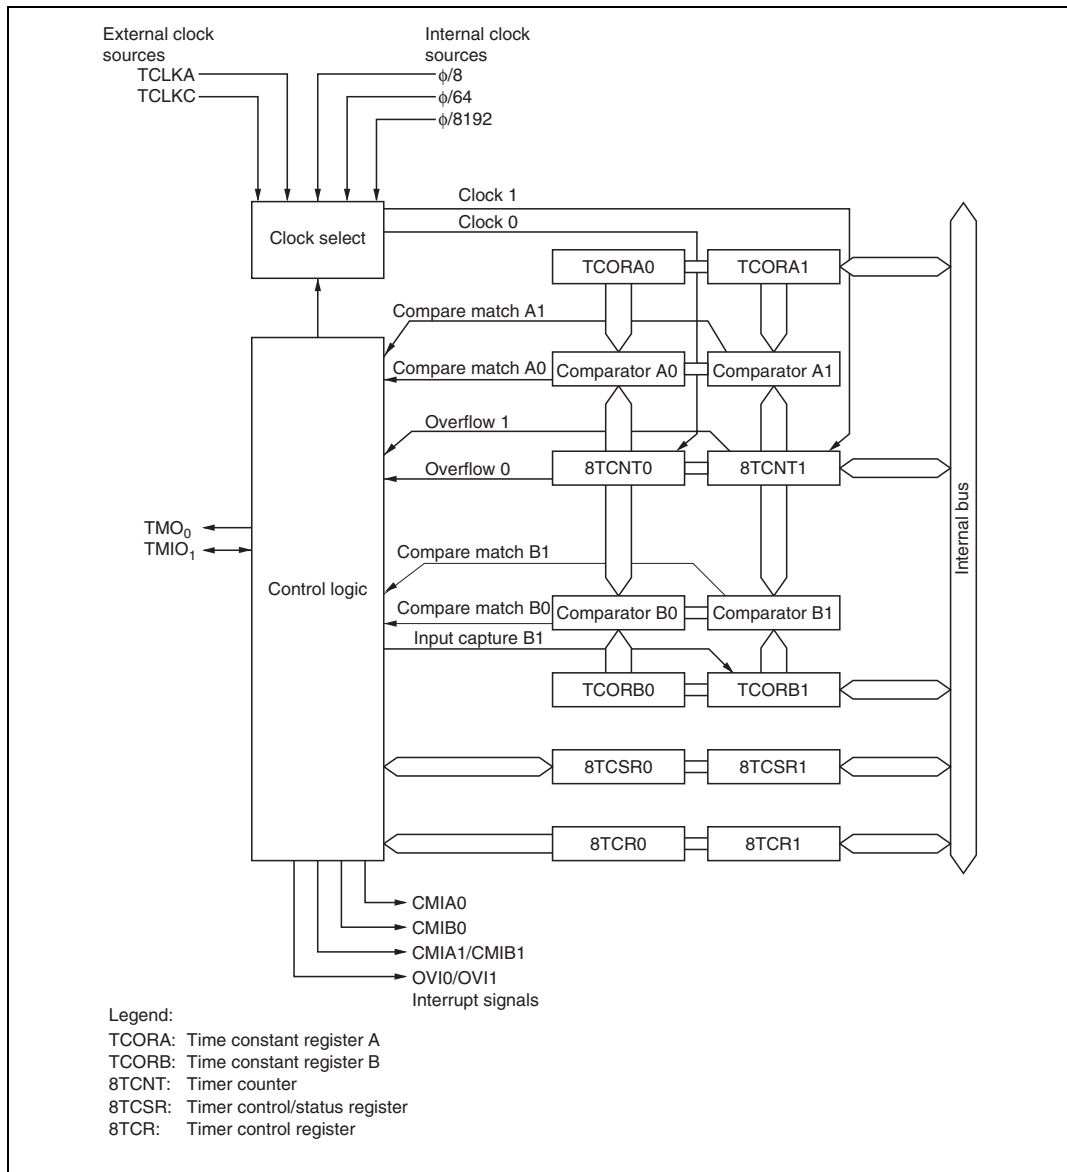 External clock
sources
TCLKA
TCLKC
Internal clock
sources
ϕ/8
ϕ/64
ϕ/8192
Clock select
Clock 1
Clock 0
TCORA0
TCORA1
Compare match A1
Compare match A0
Comparator A0
Comparator A1
Overflow 1
Overflow 0
8TCNT0
8TCNT1
Internal bus
TMO0
TMIO1
Control logic
Compare match B1
Compare match B0
Comparator B0
Comparator B1
Input capture B1
TCORB0
TCORB1
8TCSR0
8TCSR1
8TCR0
8TCR1
CMIA0
CMIB0
CMIA1/CMIB1
OVI0/OVI1
Interrupt signals
Legend:
TCORA: Time constant register A
TCORB: Time constant register B
8TCNT: Timer counter
8TCSR: Timer control/status register
8TCR: Timer control register